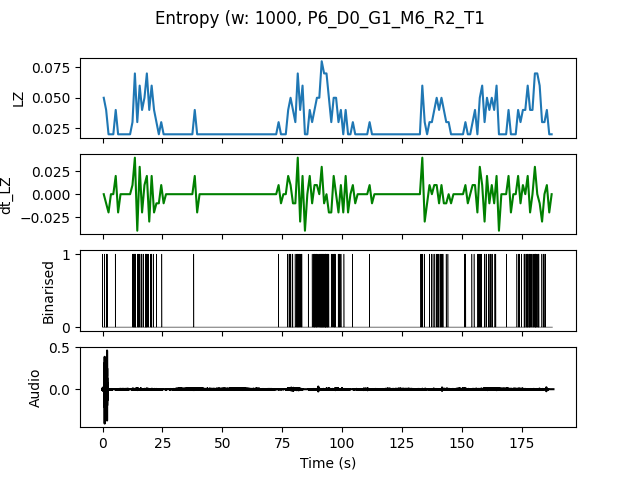 Entropy (w: 1000, P6_D0_G1_M6_R2_T1
LZ
0.075
0.050
0.025
dt_LZ
0.025
0.000
−0.025
Binarised
1
0
Audio
0.5
0.0
0 25 50 75 100 125 150 175
Time (s)